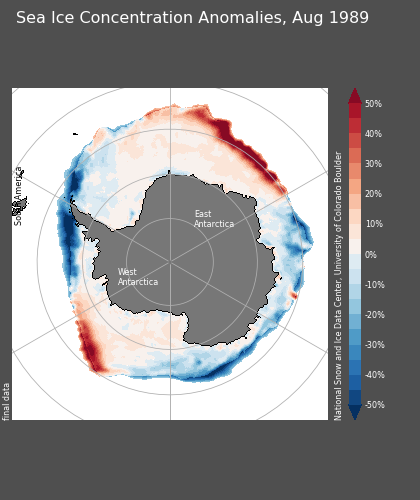 Sea Ice Concentration Anomalies, Aug 1989
South America
East
Antarctica
West
Antarctica
final data
National Snow and Ice Data Center, University of Colorado Boulder
50%
40%
30%
20%
10%
0%
-10%
-20%
-30%
-40%
-50%